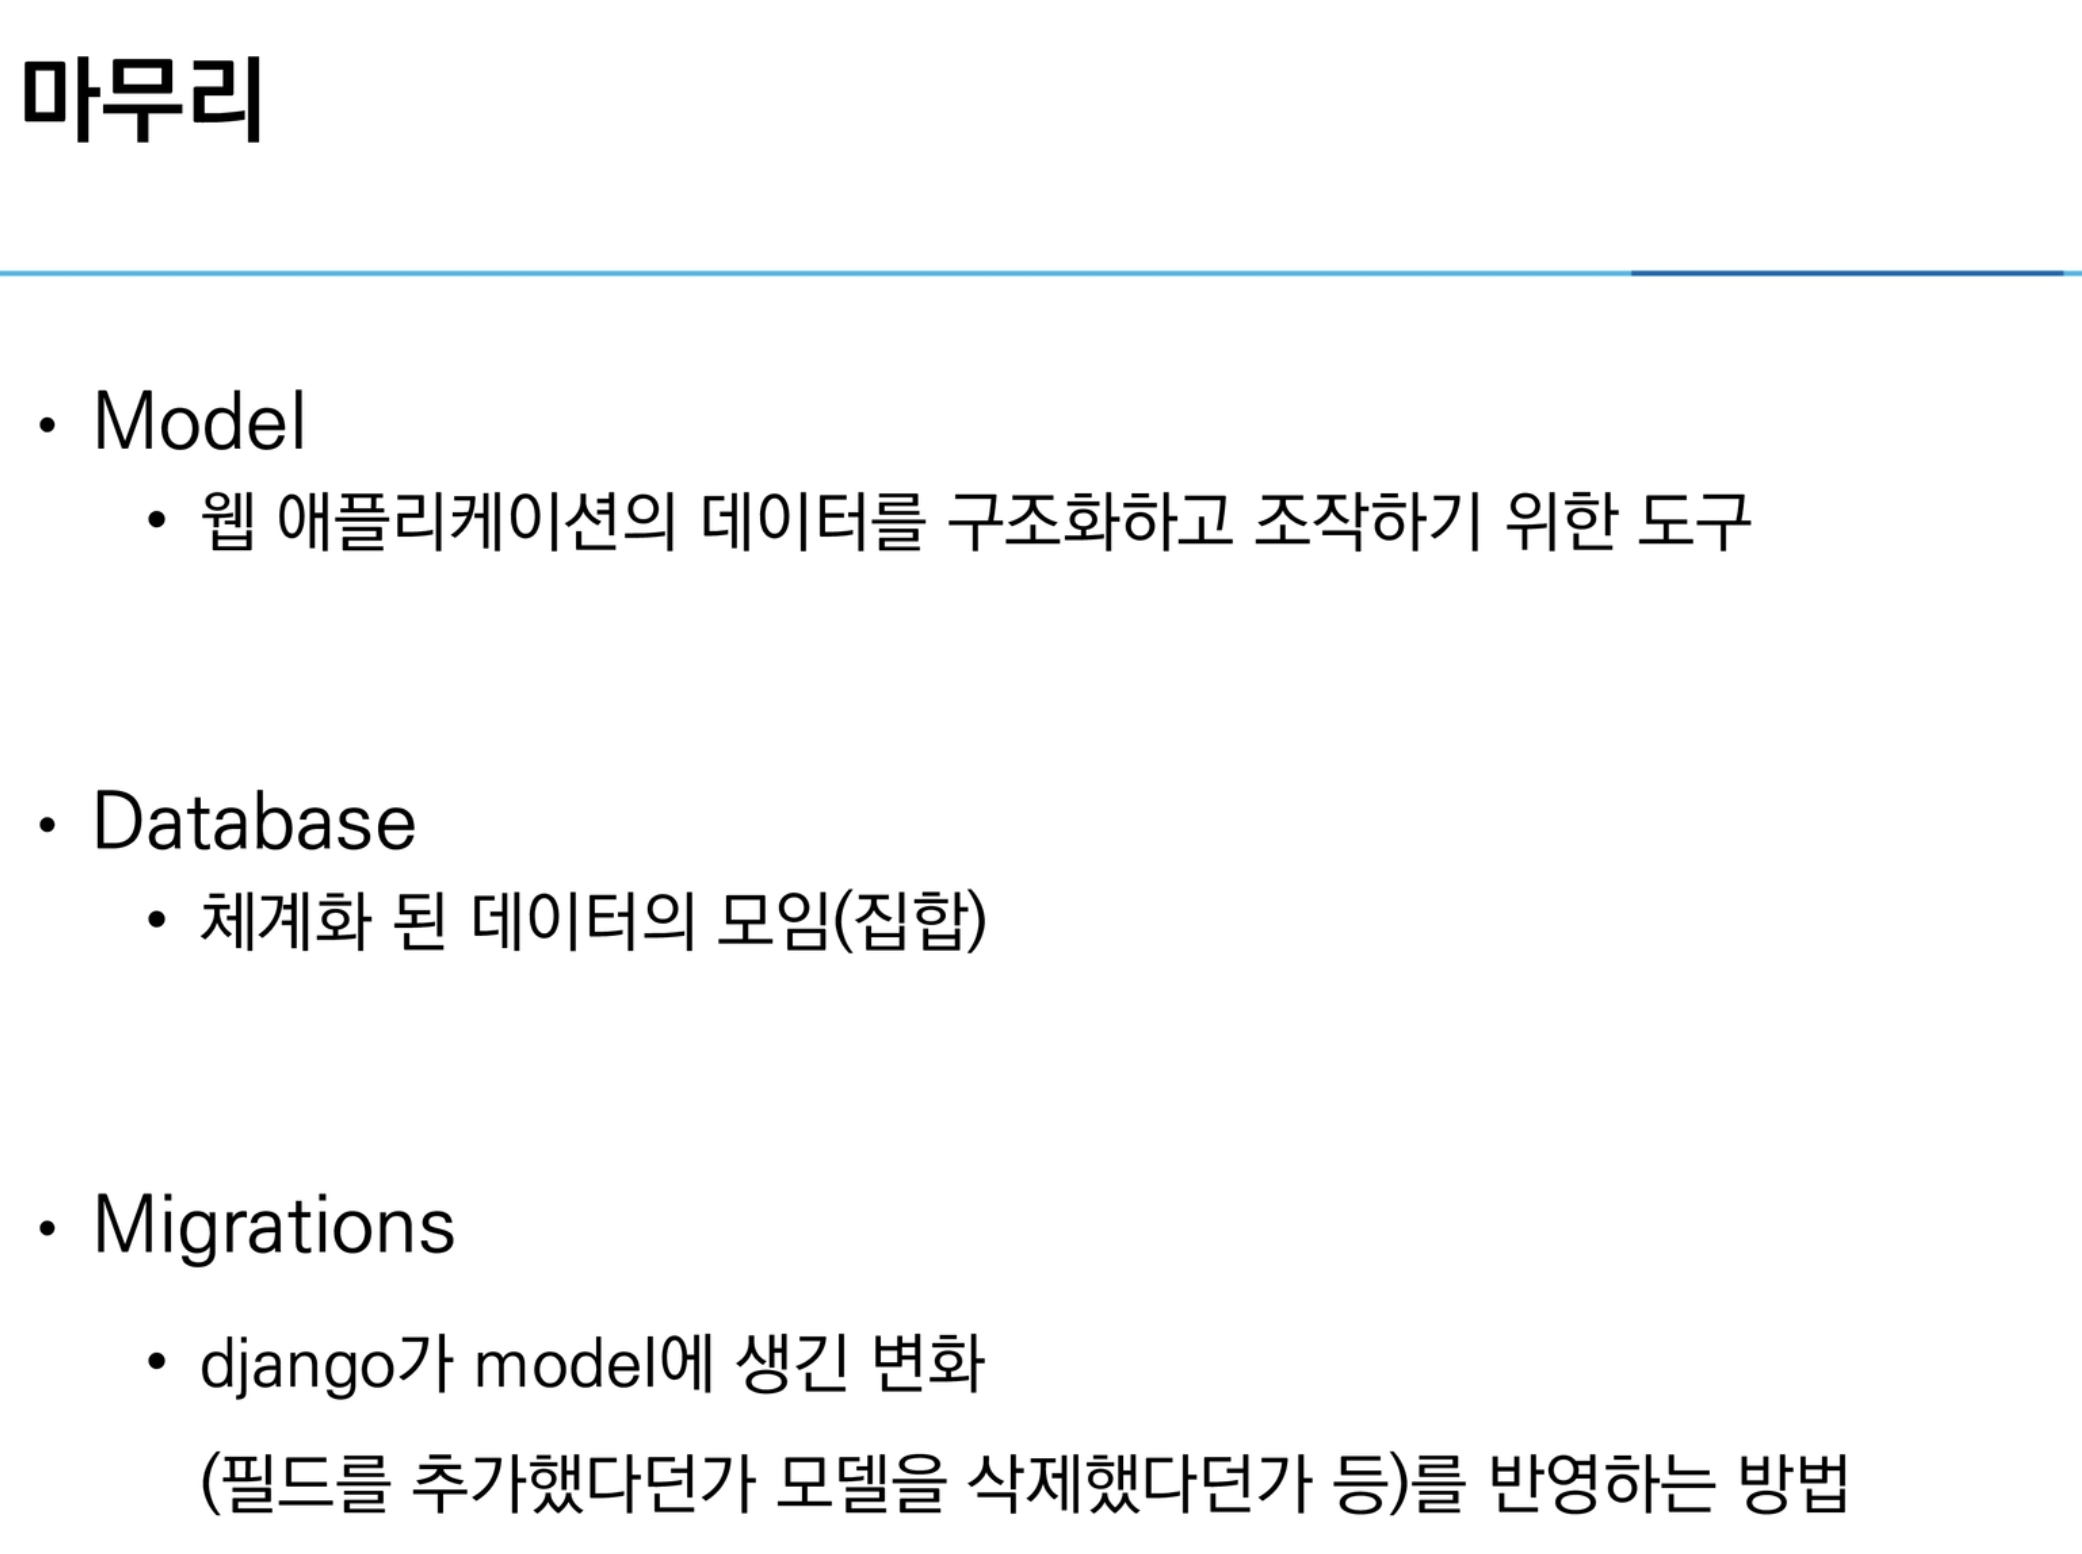 마무리
• Model
• 웹 애플리케이션의 데이터를 구조화하고 조작하기 위한 도구
• Database
• 체계화 된 데이터의 모임(집합)
• Migrations
• django가 model에 생긴 변화
(필드를 추가했다던가 모델을 삭제했다던가 등)를 반영하는 방법